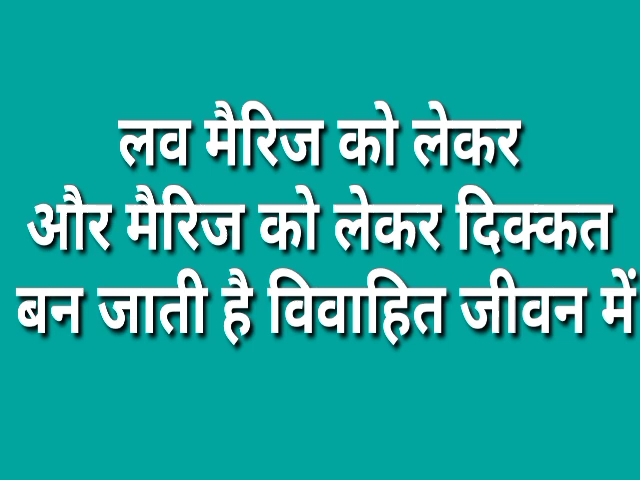 लव मैरिज को लेकर
और मैरिज को लेकर दिक्कत
बन जाती है विवाहित जीवन में